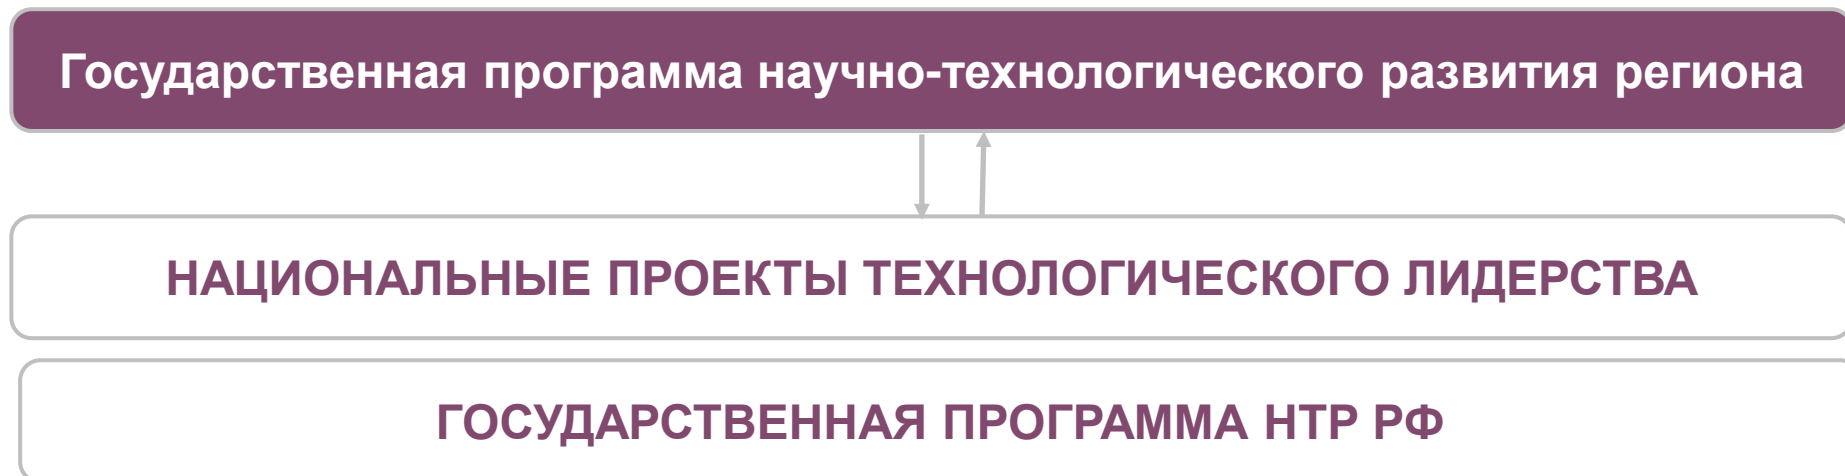 Государственная программа научно-технологического развития региона
НАЦИОНАЛЬНЫЕ ПРОЕКТЫ ТЕХНОЛОГИЧЕСКОГО ЛИДЕРСТВА
ГОСУДАРСТВЕННАЯ ПРОГРАММА НТР РФ